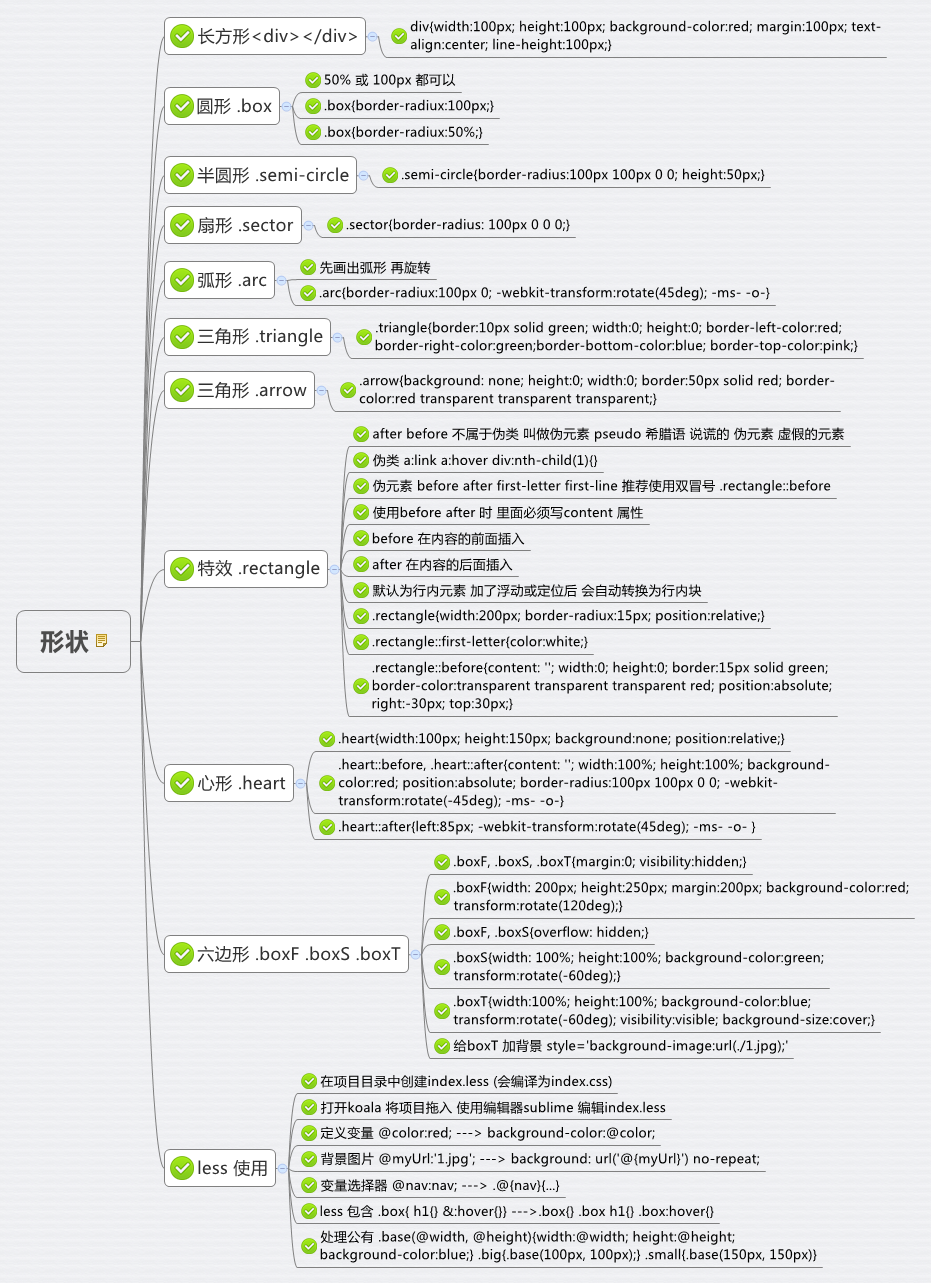 形状
长方形<div></div>
div{width:100px; height:100px; background-color:red; margin:100px; text-
align:center; line-height:100px;}
圆形 .box
50% 或 100px 都可以
.box{border-radiux:100px;}
.box{border-radiux:50%;}
半圆形 .semi-circle
.semi-circle{border-radius:100px 100px 0 0; height:50px;}
扇形 .sector
.sector{border-radius: 100px 0 0 0;}
弧形 .arc
先画出弧形 再旋转
.arc{border-radiux:100px 0; -webkit-transform:rotate(45deg); -ms- -o-}
三角形 .triangle
.triangle{border:10px solid green; width:0; height:0; border-left-color:red;
border-right-color:green;border-bottom-color:blue; border-top-color:pink;}
三角形 .arrow
.arrow{background: none; height:0; width:0; border:50px solid red; border-
color:red transparent transparent transparent;}
特效 .rectangle
after before 不属于伪类 叫做伪元素 pseudo 希腊语 说谎的 伪元素 虚假的元素
伪类 a:link a:hover div:nth-child(1){}
伪元素 before after first-letter first-line 推荐使用双冒号 .rectangle::before
使用before after 时 里面必须写content 属性
before 在内容的前面插入
after 在内容的后面插入
默认为行内元素 加了浮动或定位后 会自动转换为行内块
.rectangle{width:200px; border-radiux:15px; position:relative;}
.rectangle::first-letter{color:white;}
.rectangle::before{content: ''; width:0; height:0; border:15px solid green;
border-color:transparent transparent transparent red; position:absolute;
right:-30px; top:30px;}
心形 .heart
.heart{width:100px; height:150px; background:none; position:relative;}
.heart::before, .heart::after{content: ''; width:100%; height:100%; background-
color:red; position:absolute; border-radius:100px 100px 0 0; -webkit-
transform:rotate(-45deg); -ms- -o-}
.heart::after{left:85px; -webkit-transform:rotate(45deg); -ms- -o- }
六边形 .boxF .boxS .boxT
.boxF, .boxS, .boxT{margin:0; visibility:hidden;}
.boxF{width: 200px; height:250px; margin:200px; background-color:red;
transform:rotate(120deg);}
.boxF, .boxS{overflow: hidden;}
.boxS{width: 100%; height:100%; background-color:green;
transform:rotate(-60deg);}
.boxT{width:100%; height:100%; background-color:blue;
transform:rotate(-60deg); visibility:visible; background-size:cover;}
给boxT 加背景 style='background-image:url(./1.jpg);'
less 使用
在项目目录中创建index.less (会编译为index.css)
打开koala 将项目拖入 使用编辑器sublime 编辑index.less
定义变量 @color:red; ---> background-color:@color;
背景图片 @myUrl:'1.jpg'; ---> background: url('@{myUrl}') no-repeat;
变量选择器 @nav:nav; ---> .@{nav}{...}
less 包含 .box{ h1{} &:hover{}} --->.box{} .box h1{} .box:hover{}
处理公有 .base(@width, @height){width:@width; height:@height;
background-color:blue;} .big{.base(100px, 100px);} .small{.base(150px, 150px)}